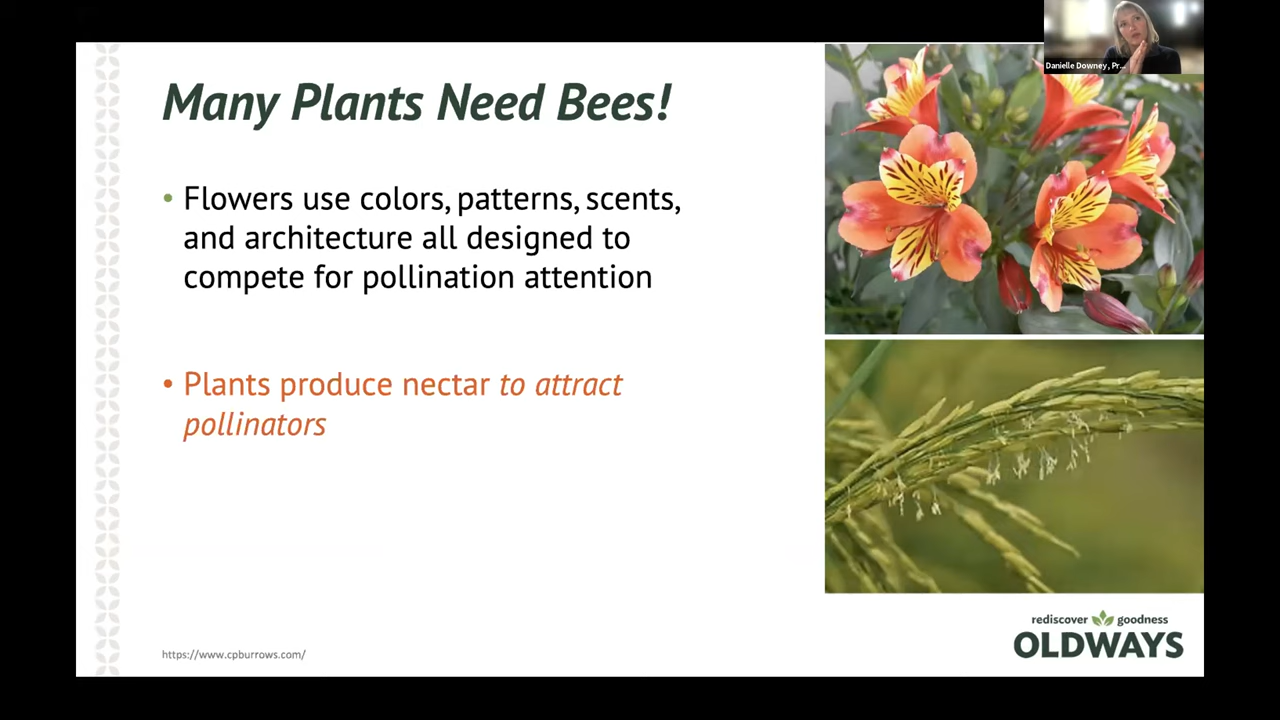 Danielle Downey, Pr...
Many Plants Need Bees!
• Flowers use colors, patterns, scents,
and architecture all designed to
compete for pollination attention
• Plants produce nectar to attract
pollinators
https://www.cpburrows.com/
rediscover goodness
OLDWAYS